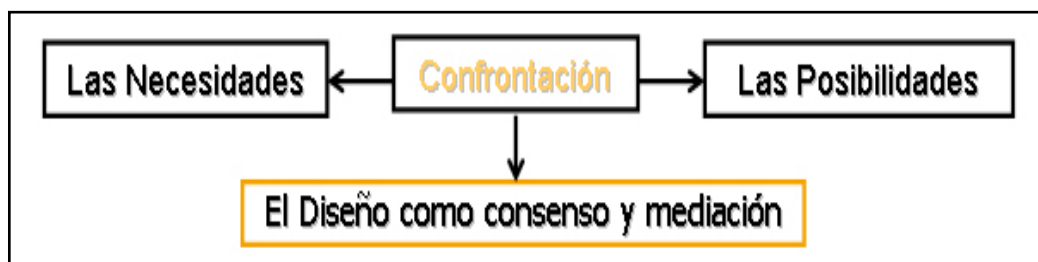 Las Necesidades
Confrontación
Las Posibilidades
El Diseño como consenso y mediación